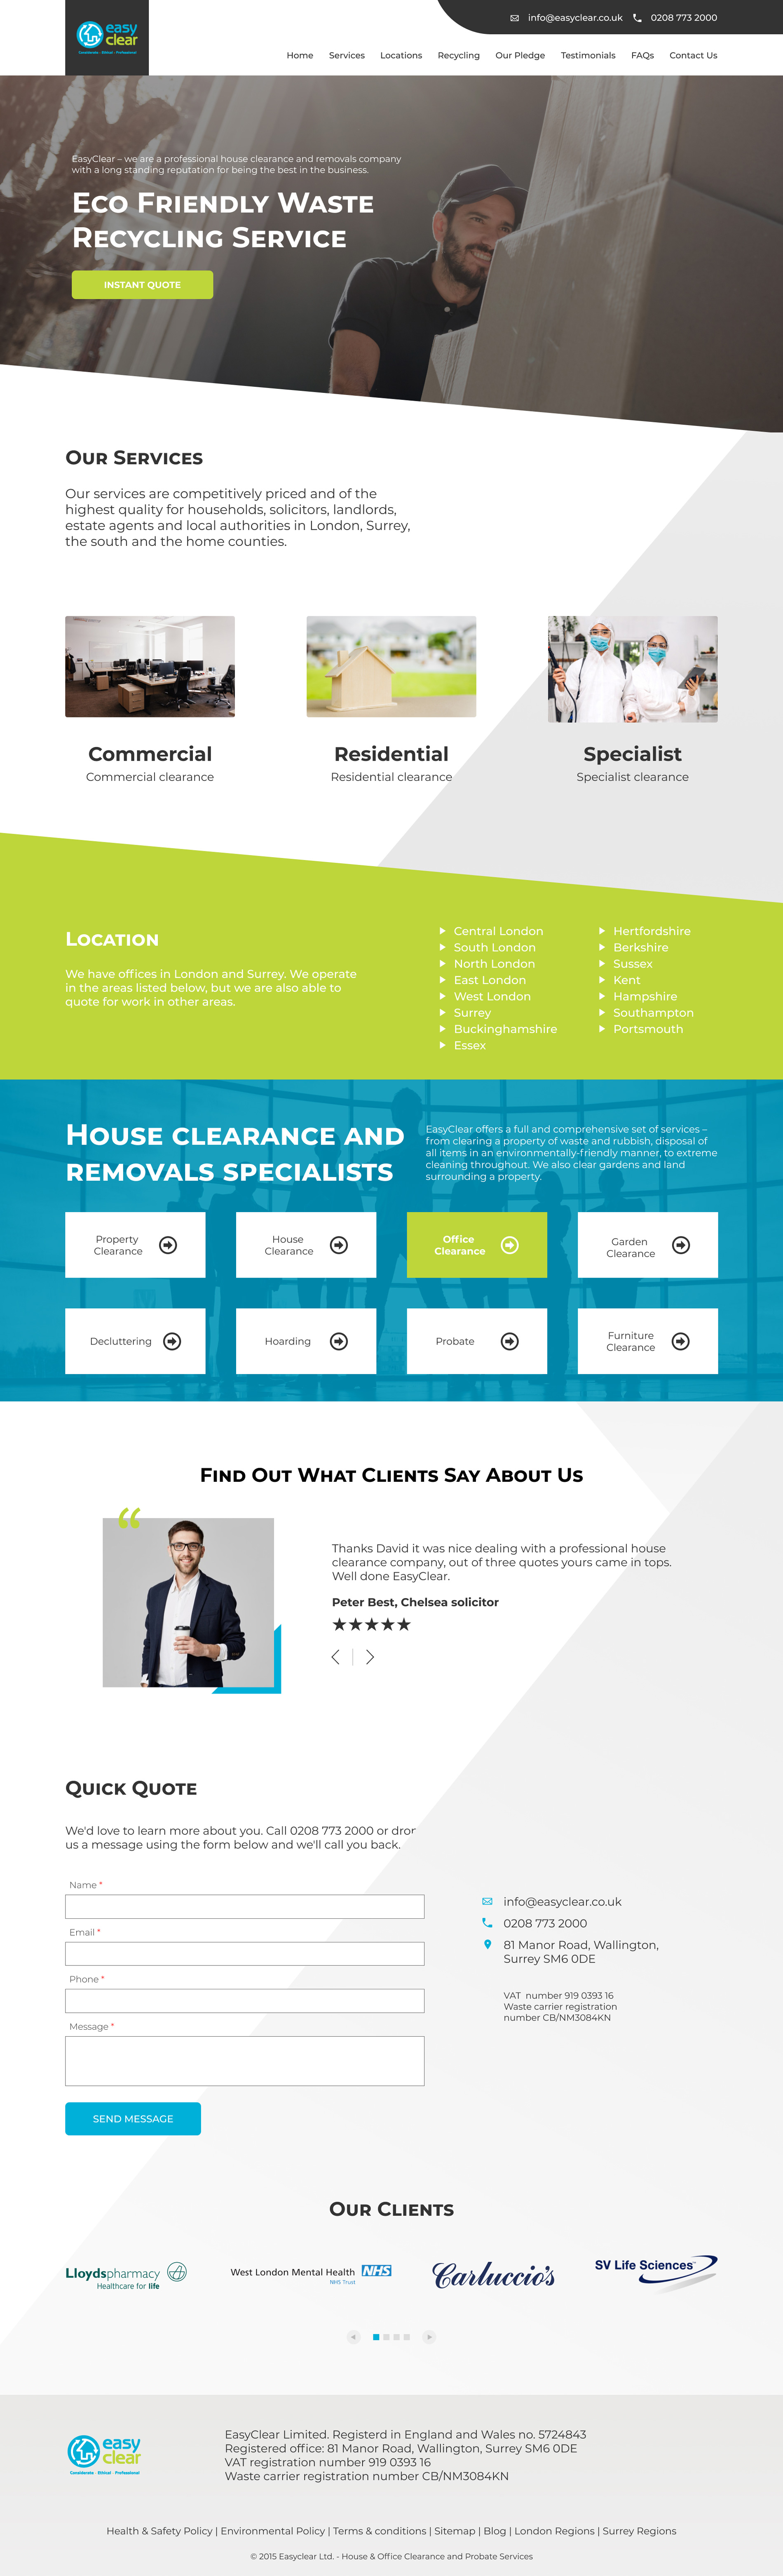 easy
clear
Considerate - Ethical - Professional
info@easyclear.co.uk 0208 773 2000
Home Services Locations Recycling Our Pledge Testimonials FAQs Contact Us
EasyClear – we are a professional house clearance and removals company
with a long standing reputation for being the best in the business.
Eco Friendly Waste
Recycling Service
INSTANT QUOTE
Our Services
Our services are competitively priced and of the
highest quality for households, solicitors, landlords,
estate agents and local authorities in London, Surrey,
the south and the home counties.
Commercial
Commercial clearance
Residential
Residential clearance
Specialist
Specialist clearance
Location
We have offices in London and Surrey. We operate
in the areas listed below, but we are also able to
quote for work in other areas.
Central London
South London
North London
East London
West London
Surrey
Buckinghamshire
Essex
Hertfordshire
Berkshire
Sussex
Kent
Hampshire
Southampton
Portsmouth
House clearance and
removals specialists
EasyClear offers a full and comprehensive set of services –
from clearing a property of waste and rubbish, disposal of
all items in an environmentally-friendly manner, to extreme
cleaning throughout. We also clear gardens and land
surrounding a property.
Property
Clearance
House
Clearance
Office
Clearance
Garden
Clearance
Decluttering
Hoarding
Probate
Furniture
Clearance
Find Out What Clients Say About Us
Thanks David it was nice dealing with a professional house
clearance company, out of three quotes yours came in tops.
Well done EasyClear.
Peter Best, Chelsea solicitor
Quick Quote
We'd love to learn more about you. Call 0208 773 2000 or drop
us a message using the form below and we'll call you back.
Name *
Email *
Phone *
Message *
SEND MESSAGE
info@easyclear.co.uk
0208 773 2000
81 Manor Road, Wallington,
Surrey SM6 0DE
VAT number 919 0393 16
Waste carrier registration
number CB/NM3084KN
Our Clients
Lloydspharmacy
Healthcare for life
West London Mental Health NHS
NHS Trust
Carluccio's
SV Life Sciences™
easy
clear
Considerate - Ethical - Professional
EasyClear Limited. Registerd in England and Wales no. 5724843
Registered office: 81 Manor Road, Wallington, Surrey SM6 0DE
VAT registration number 919 0393 16
Waste carrier registration number CB/NM3084KN
Health & Safety Policy | Environmental Policy | Terms & conditions | Sitemap | Blog | London Regions | Surrey Regions
© 2015 Easyclear Ltd. - House & Office Clearance and Probate Services